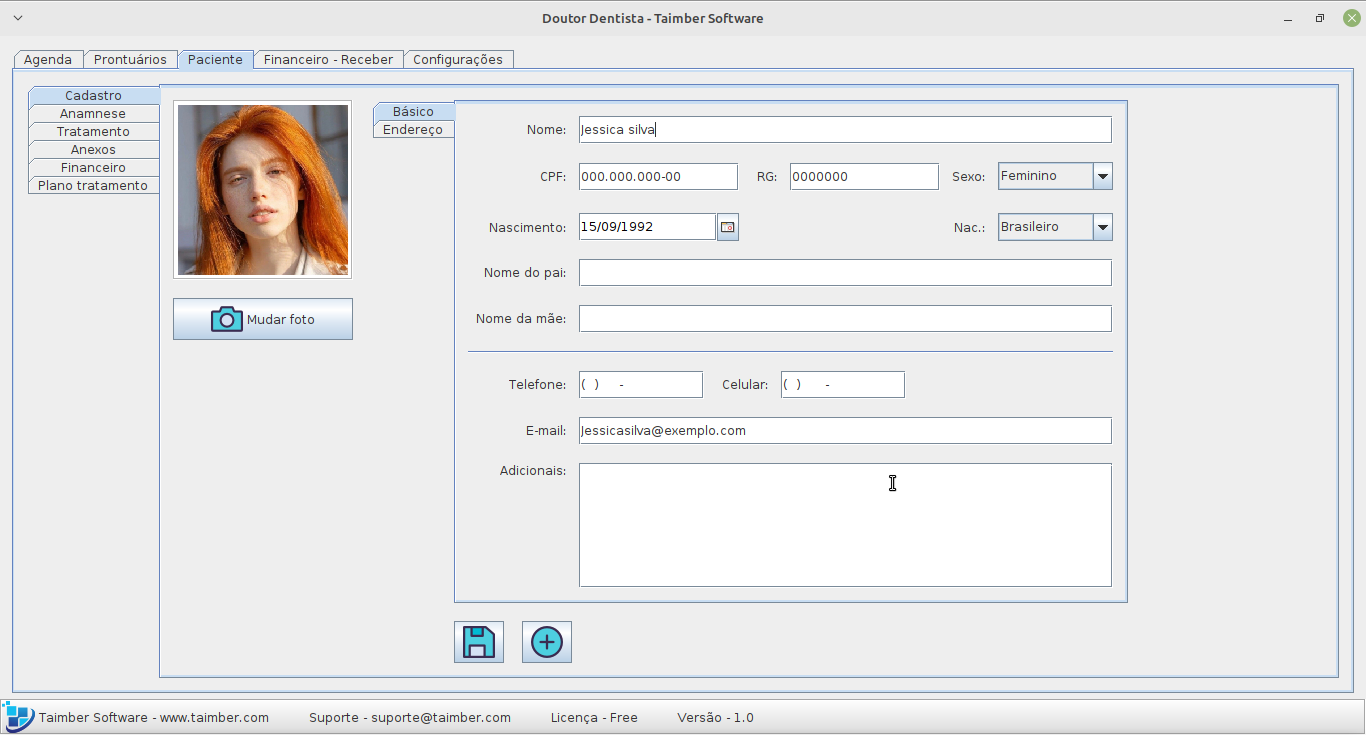 Doutor Dentista - Taimber Software
Agenda Prontuários Paciente Financeiro - Receber Configurações
Cadastro
Anamnese
Tratamento
Anexos
Financeiro
Plano tratamento
Mudar foto
Básico
Endereço
Nome: Jessica silva
CPF: 000.000.000-00 RG: 0000000 Sexo: Feminino
Nascimento: 15/09/1992 Nac.: Brasileiro
Nome do pai:
Nome da mãe:
Telefone: ( ) - Celular: ( ) -
E-mail: Jessicasilva@exemplo.com
Adicionais:
Taimber Software - www.taimber.com Suporte - suporte@taimber.com Licença - Free Versão - 1.0